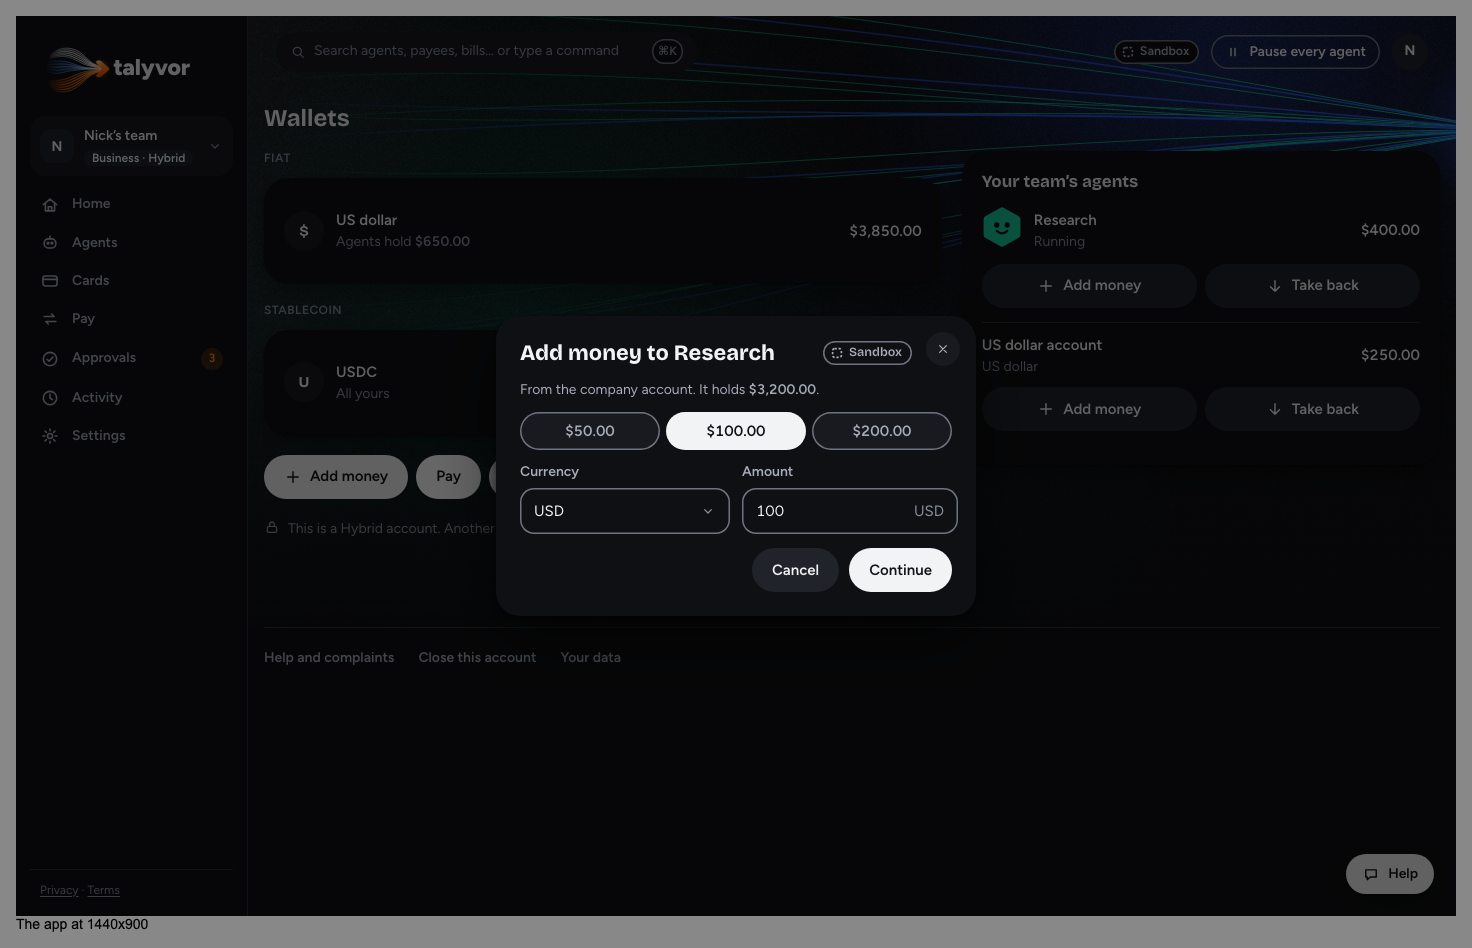 talyvor
Search agents, payees, bills... or type a command
⌘K
Sandbox
Pause every agent
N
N
Nick's team
Business · Hybrid
Home
Agents
Cards
Pay
Approvals
3
Activity
Settings
Privacy · Terms
Wallets
FIAT
$
US dollar
Agents hold $650.00
$3,850.00
STABLECOIN
U
USDC
All yours
Add money
Pay
This is a Hybrid account. Another
Your team's agents
Research
Running
$400.00
Add money
Take back
US dollar account
US dollar
$250.00
Add money
Take back
Add money to Research
Sandbox
From the company account. It holds $3,200.00.
$50.00
$100.00
$200.00
Currency
Amount
USD
100
USD
Cancel
Continue
Help and complaints
Close this account
Your data
Help
The app at 1440x900